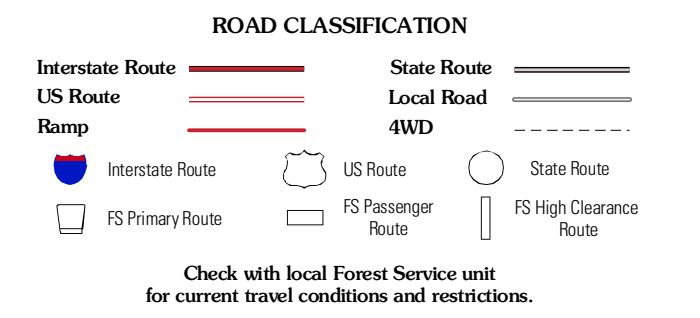 ROAD CLASSIFICATION
Interstate Route
State Route
US Route
Local Road
Ramp
4WD
Interstate Route
US Route
State Route
FS Primary Route
FS Passenger
Route
FS High Clearance
Route
Check with local Forest Service unit
for current travel conditions and restrictions.